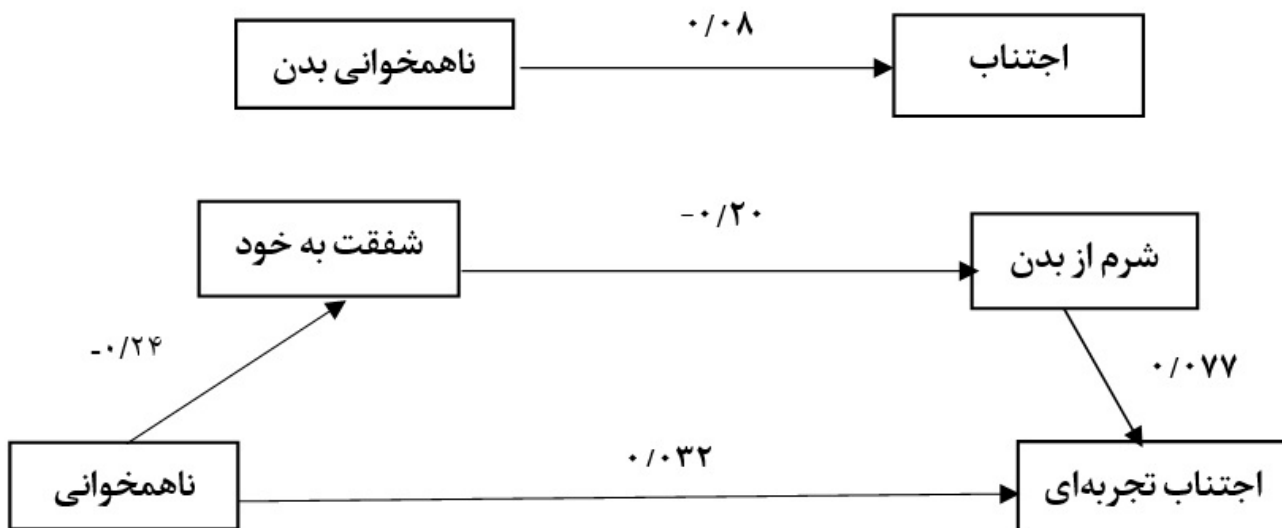 ۰/۰۸
اجتناب
ناهمخوانی بدن
-۰/۲۰
شرم از بدن
شفقت به خود
۰/۰۷۷
-۰/۲۴
۰/۰۳۲
اجتناب تجربه‌ای
ناهمخوانی